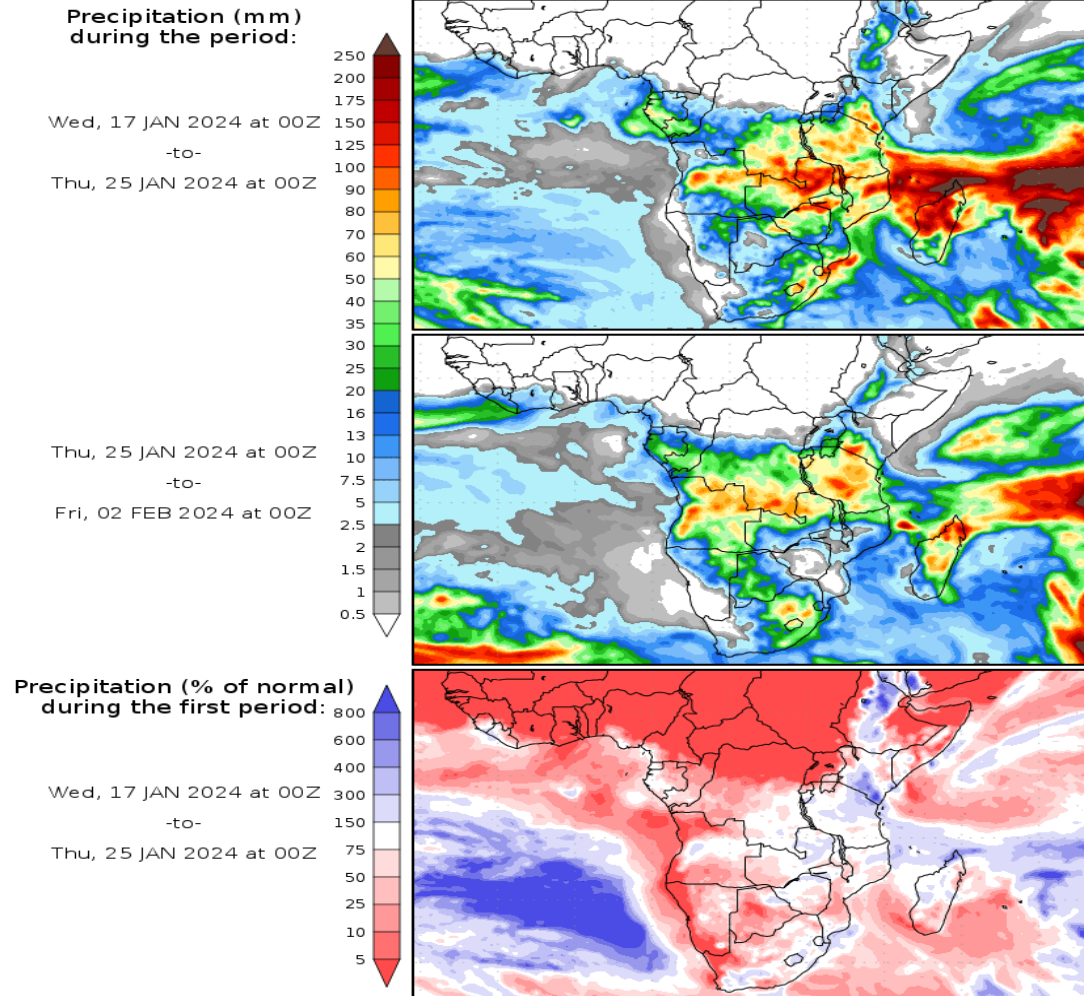 Precipitation (mm)
during the period:
Wed, 17 JAN 2024 at 00Z
-to-
Thu, 25 JAN 2024 at 00Z
250
200
175
150
125
100
90
80
70
60
50
40
35
30
25
20
16
13
10
7.5
5
2.5
2
1.5
1
0.5
Thu, 25 JAN 2024 at 00Z
-to-
Fri, 02 FEB 2024 at 00Z
Precipitation (% of normal)
during the first period:
Wed, 17 JAN 2024 at 00Z
-to-
Thu, 25 JAN 2024 at 00Z
800
600
400
300
150
75
50
25
10
5